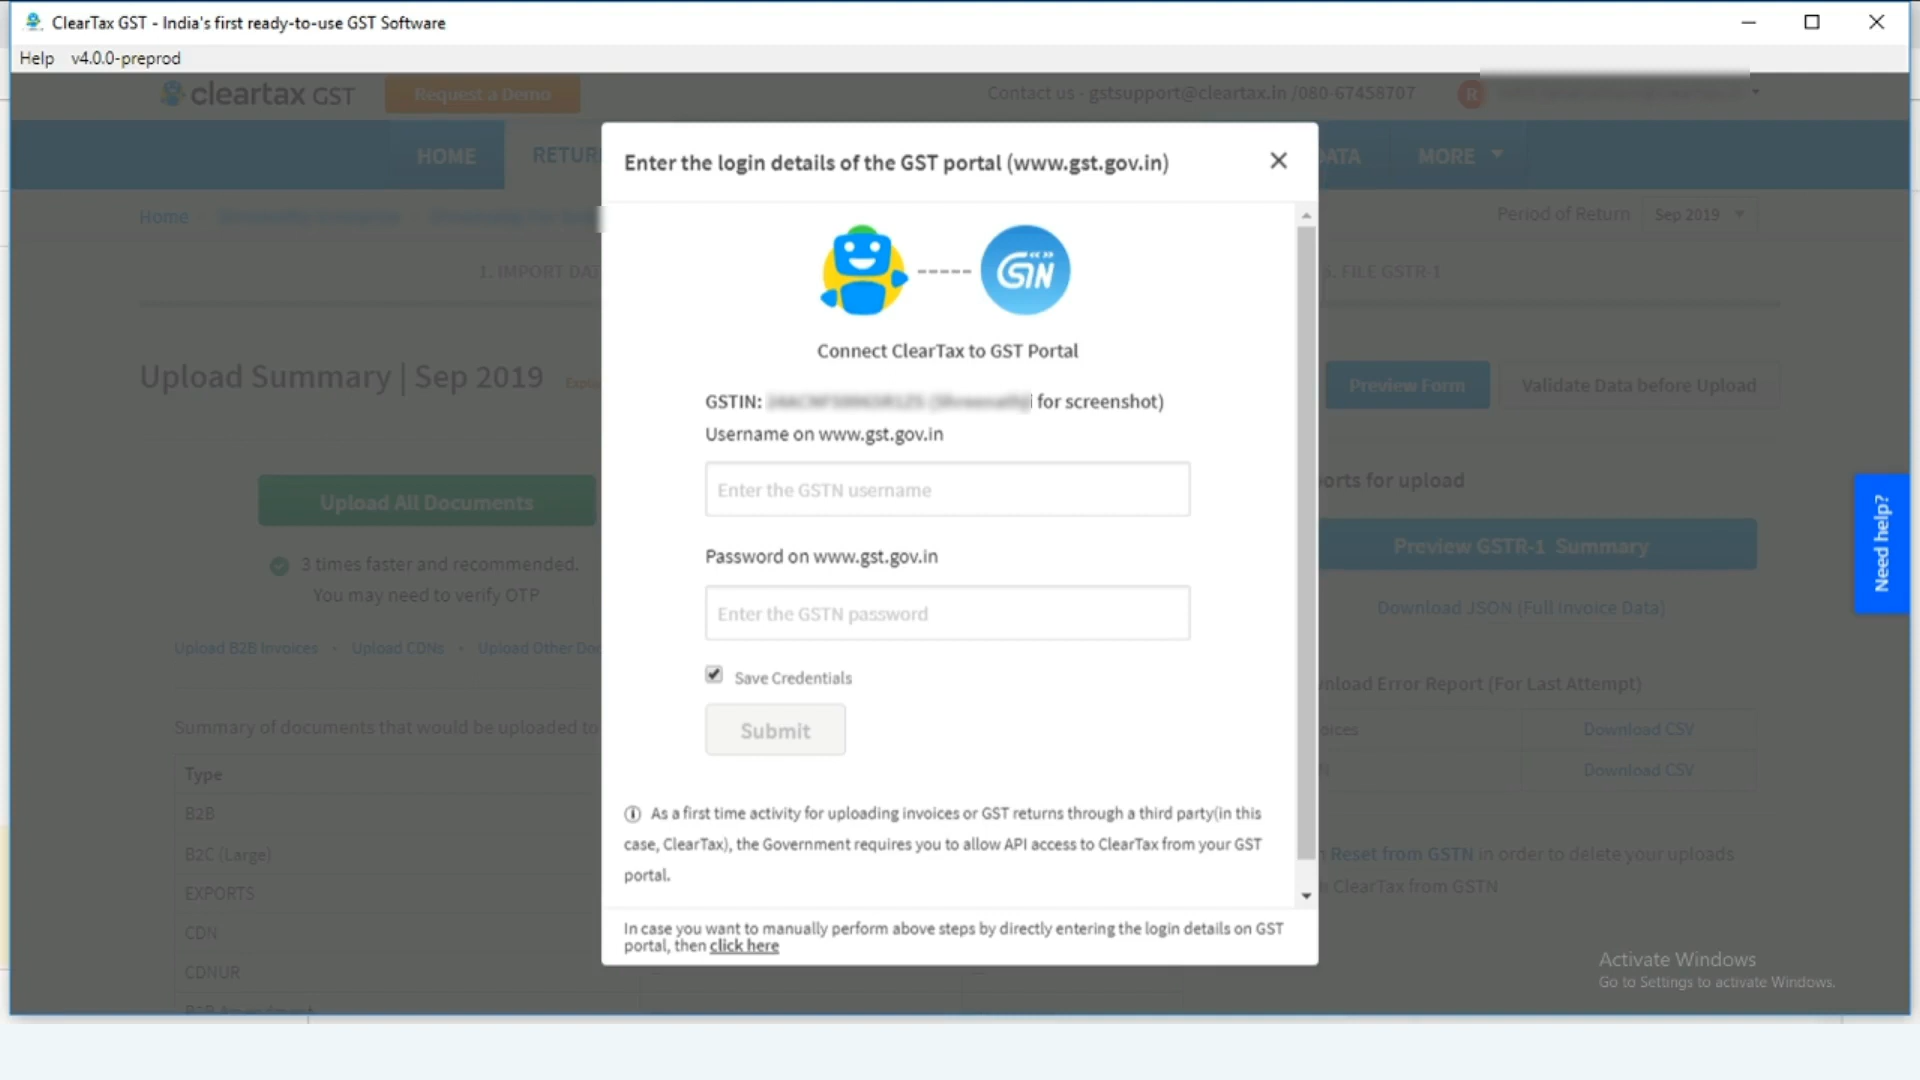 ClearTax GST - India's first ready-to-use GST Software
Help v4.0.0-preprod
cleartax GST
Request a Demo
Contact us - gstsupport@cleartax.in /080-67458707
R
HOME
RETUR
DATA
MORE
Home
Period of Return
Sep 2019
1. IMPORT DAT
5. FILE GSTR-1
Upload Summary | Sep 2019
Preview Form
Validate Data before Upload
Upload All Documents
3 times faster and recommended.
You may need to verify OTP
Upload B2B Invoices • Upload CDNs • Upload Other Doc
Summary of documents that would be uploaded to
Type
B2B
B2C (Large)
EXPORTS
CDN
CDNUR
B2B Amendment
Enter the login details of the GST portal (www.gst.gov.in)
GSTN
Connect ClearTax to GST Portal
GSTIN: for screenshot)
Username on www.gst.gov.in
Enter the GSTN username
Password on www.gst.gov.in
Enter the GSTN password
Save Credentials
Submit
As a first time activity for uploading invoices or GST returns through a third party(in this
case, ClearTax), the Government requires you to allow API access to ClearTax from your GST
portal.
In case you want to manually perform above steps by directly entering the login details on GST
portal, then click here
orts for upload
Preview GSTR-1 Summary
Download JSON (Full Invoice Data)
nload Error Report (For Last Attempt)
oices
Download CSV
N
Download CSV
Reset from GSTN in order to delete your uploads
ClearTax from GSTN
Need help?
Activate Windows
Go to Settings to activate Windows.